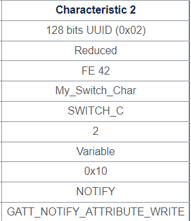 Characteristic 2
128 bits UUID (0x02)
Reduced
FE 42
My_Switch_Char
SWITCH_C
2
Variable
0x10
NOTIFY
GATT_NOTIFY_ATTRIBUTE_WRITE